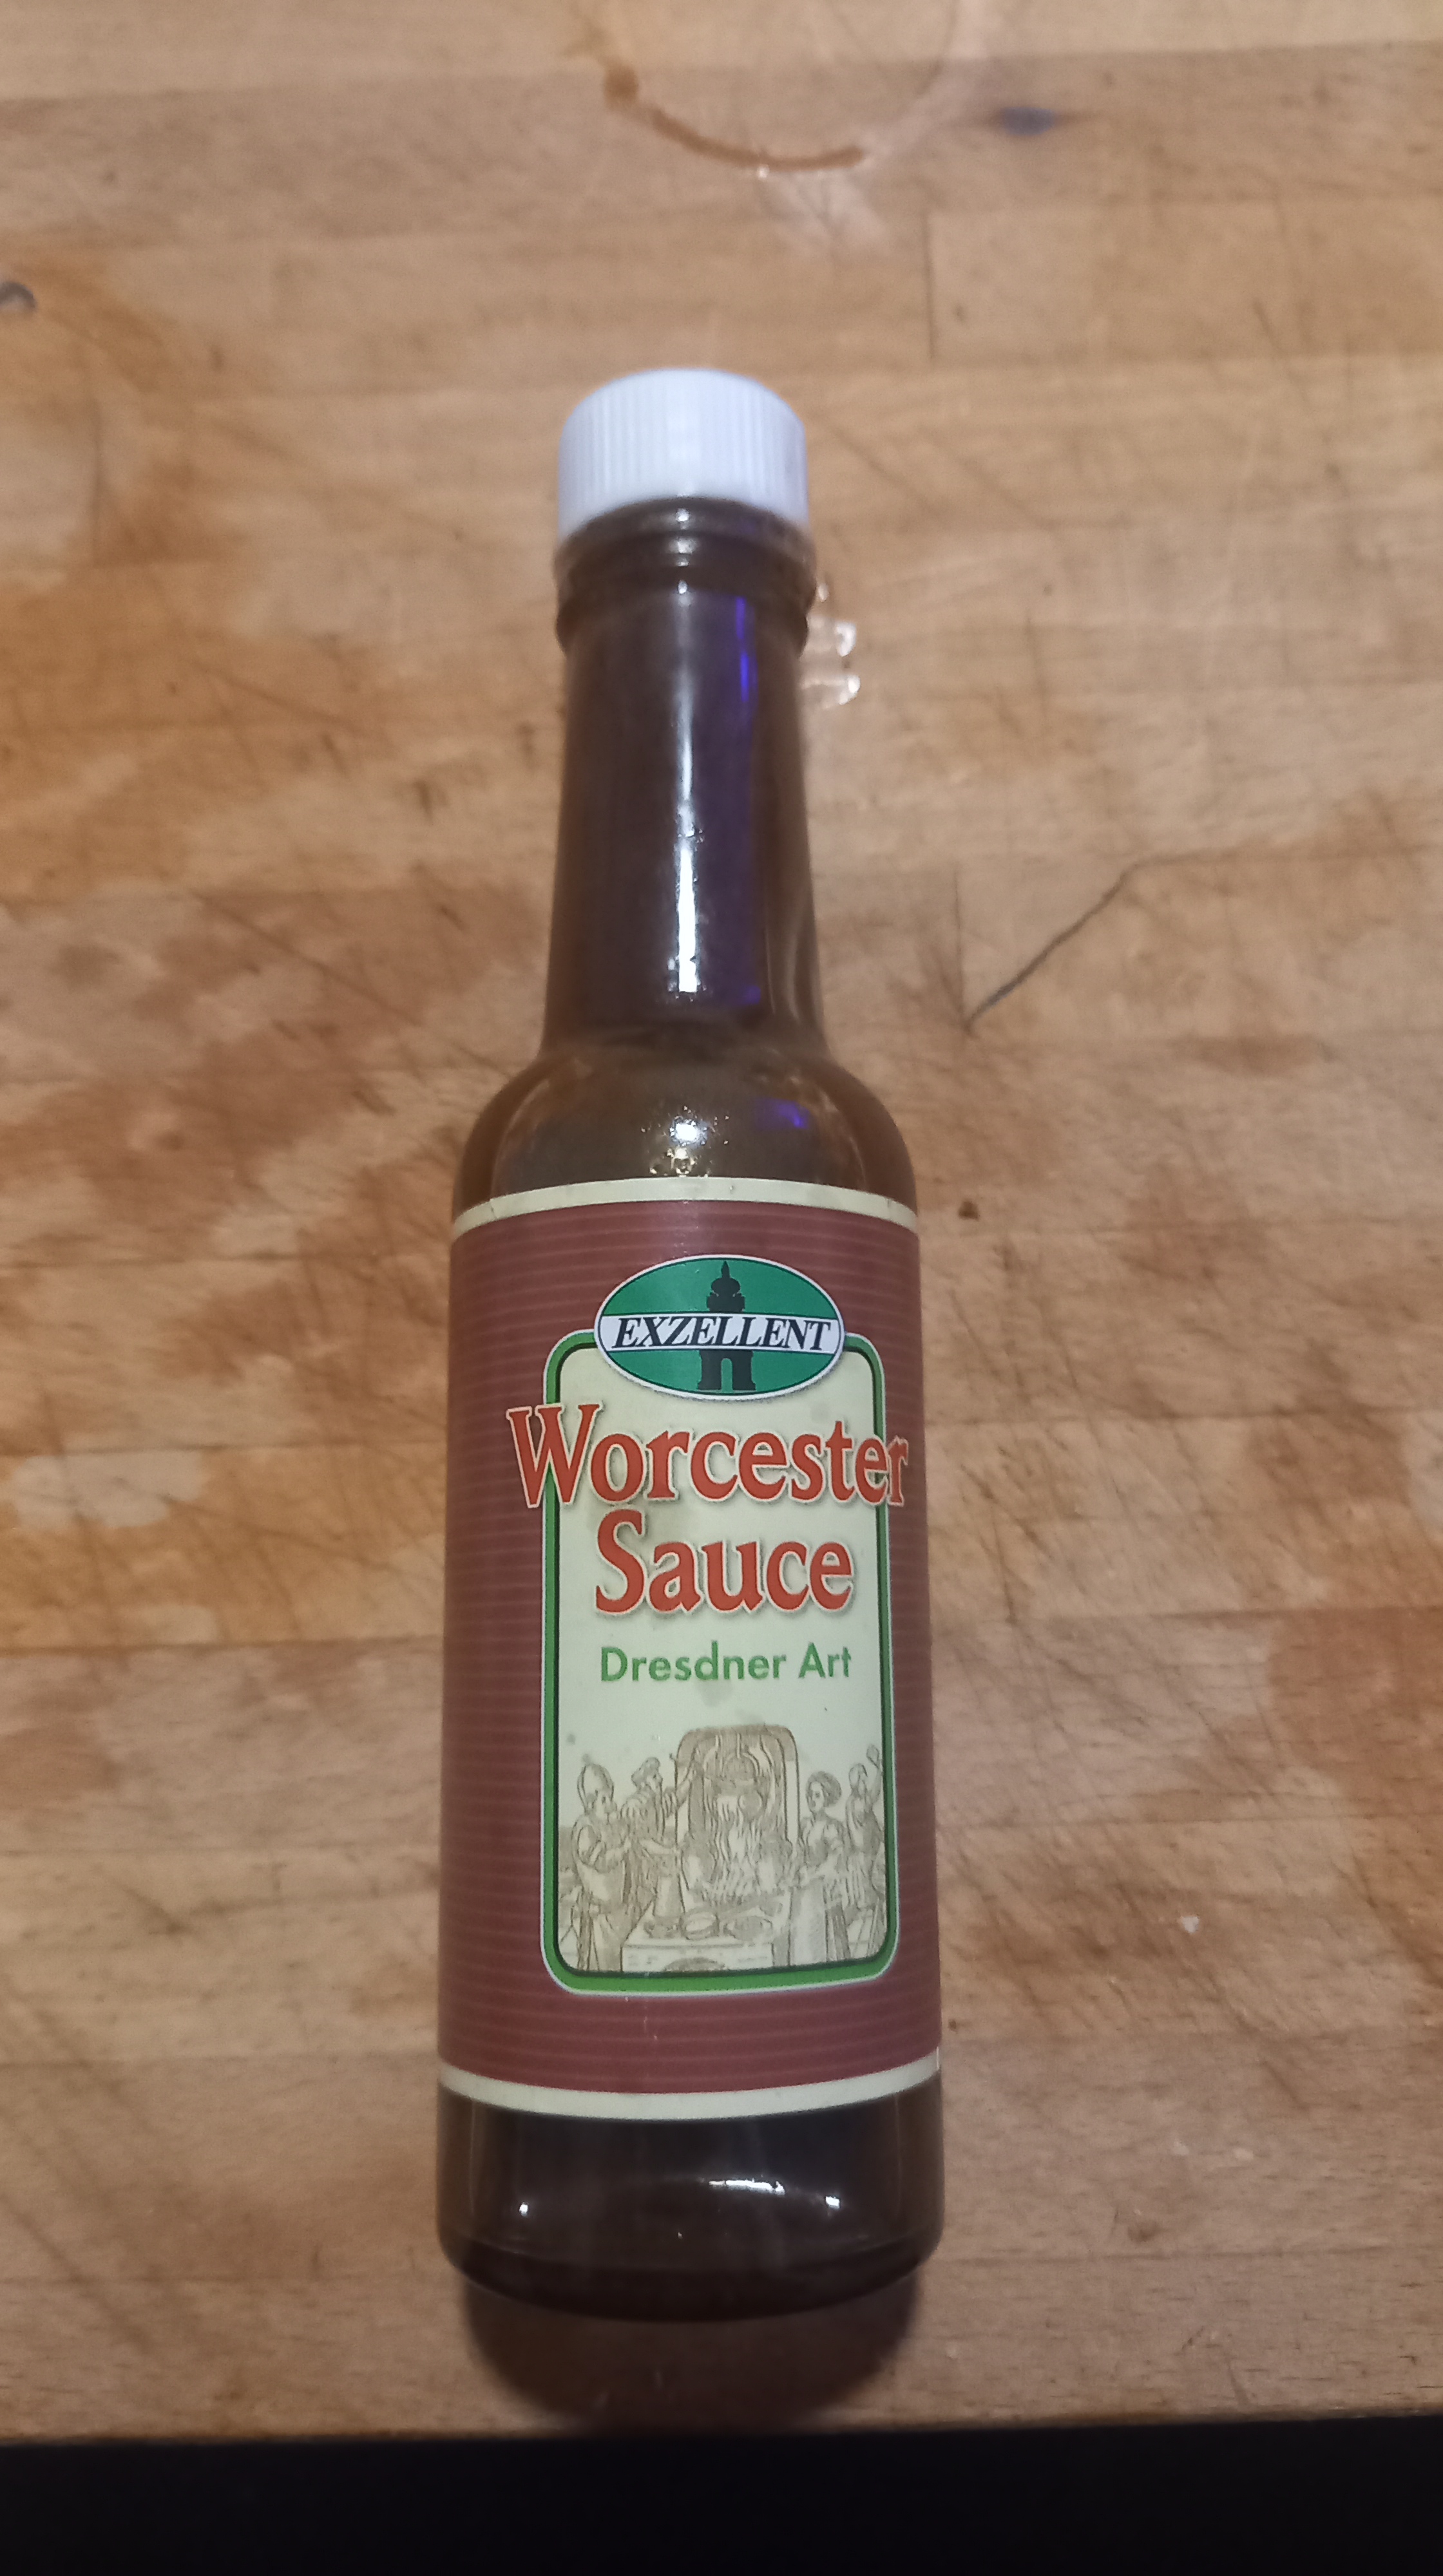 EXZELLENT
Worcester
Sauce
Dresdner Art